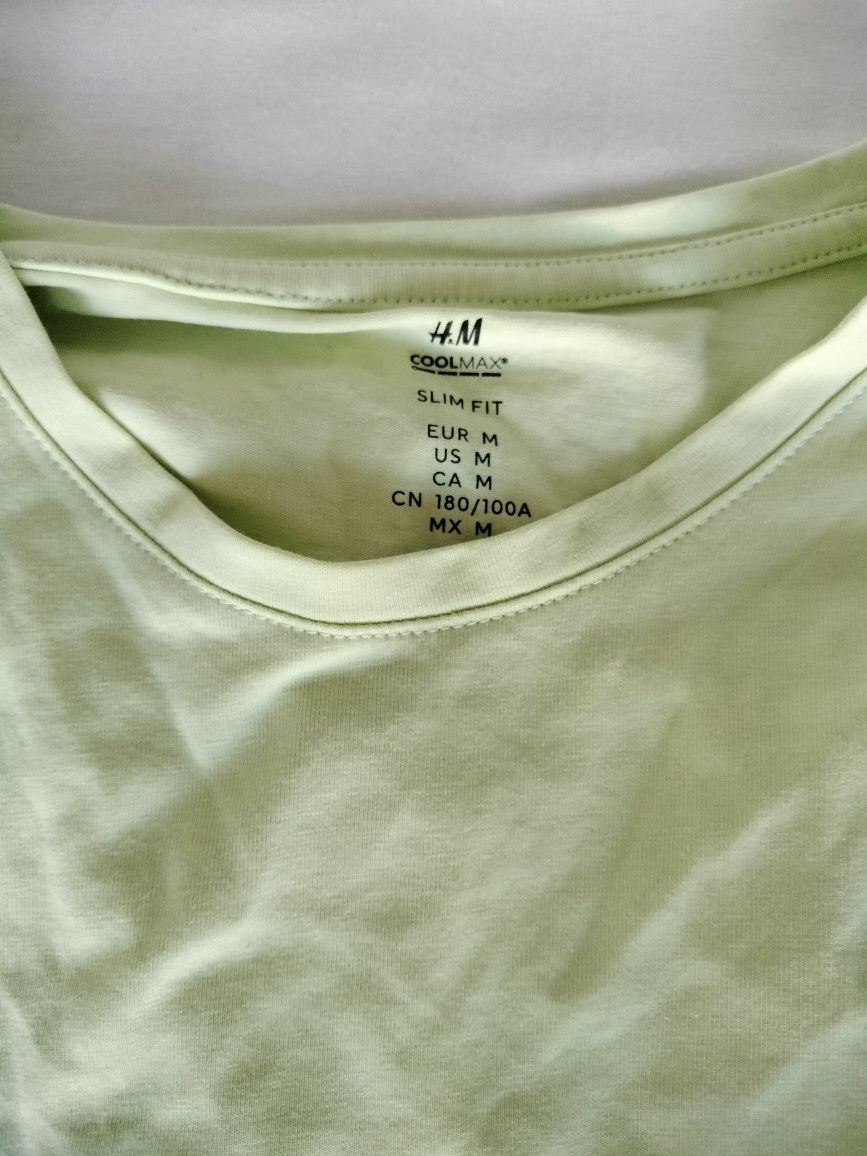 H&M
COOLMAX®
SLIM FIT
EUR M
US M
CA M
CN 180/100A
MX M